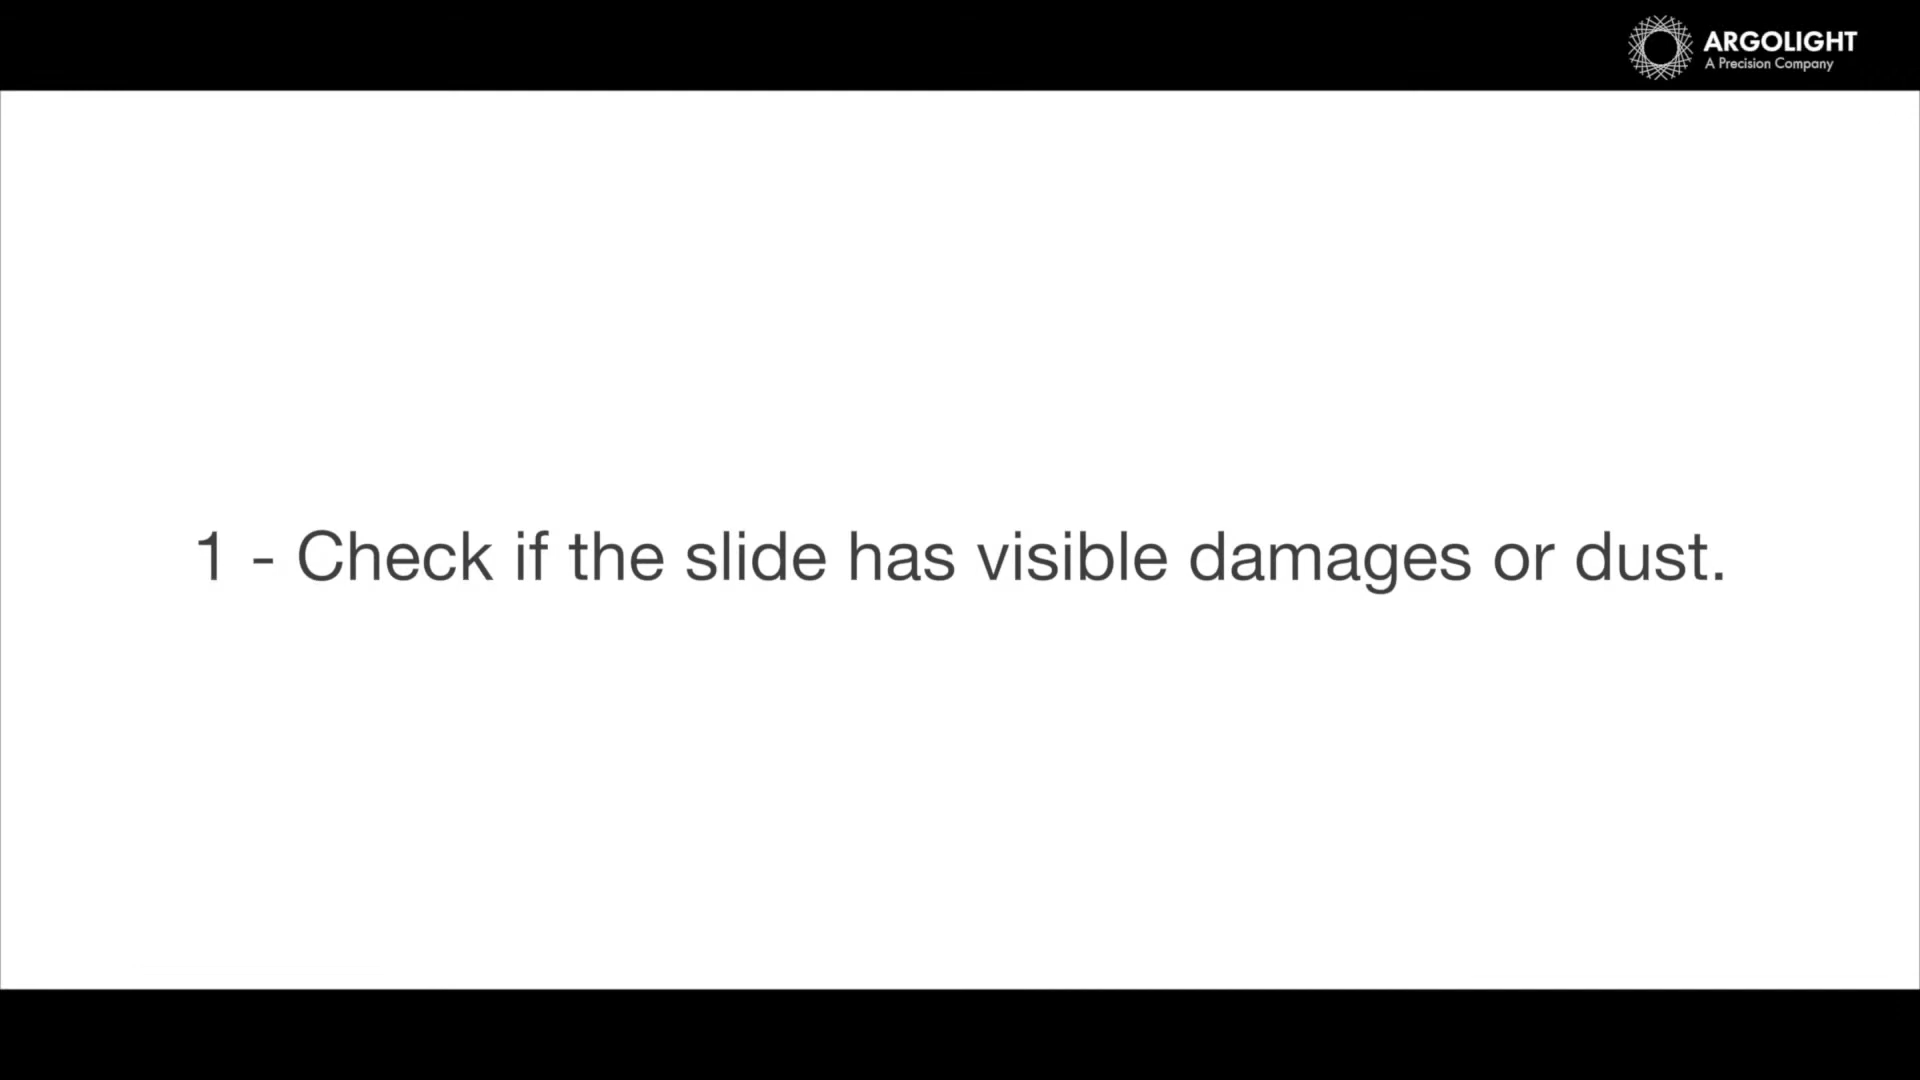 ARGOLIGHT
A Precision Company
1 - Check if the slide has visible damages or dust.